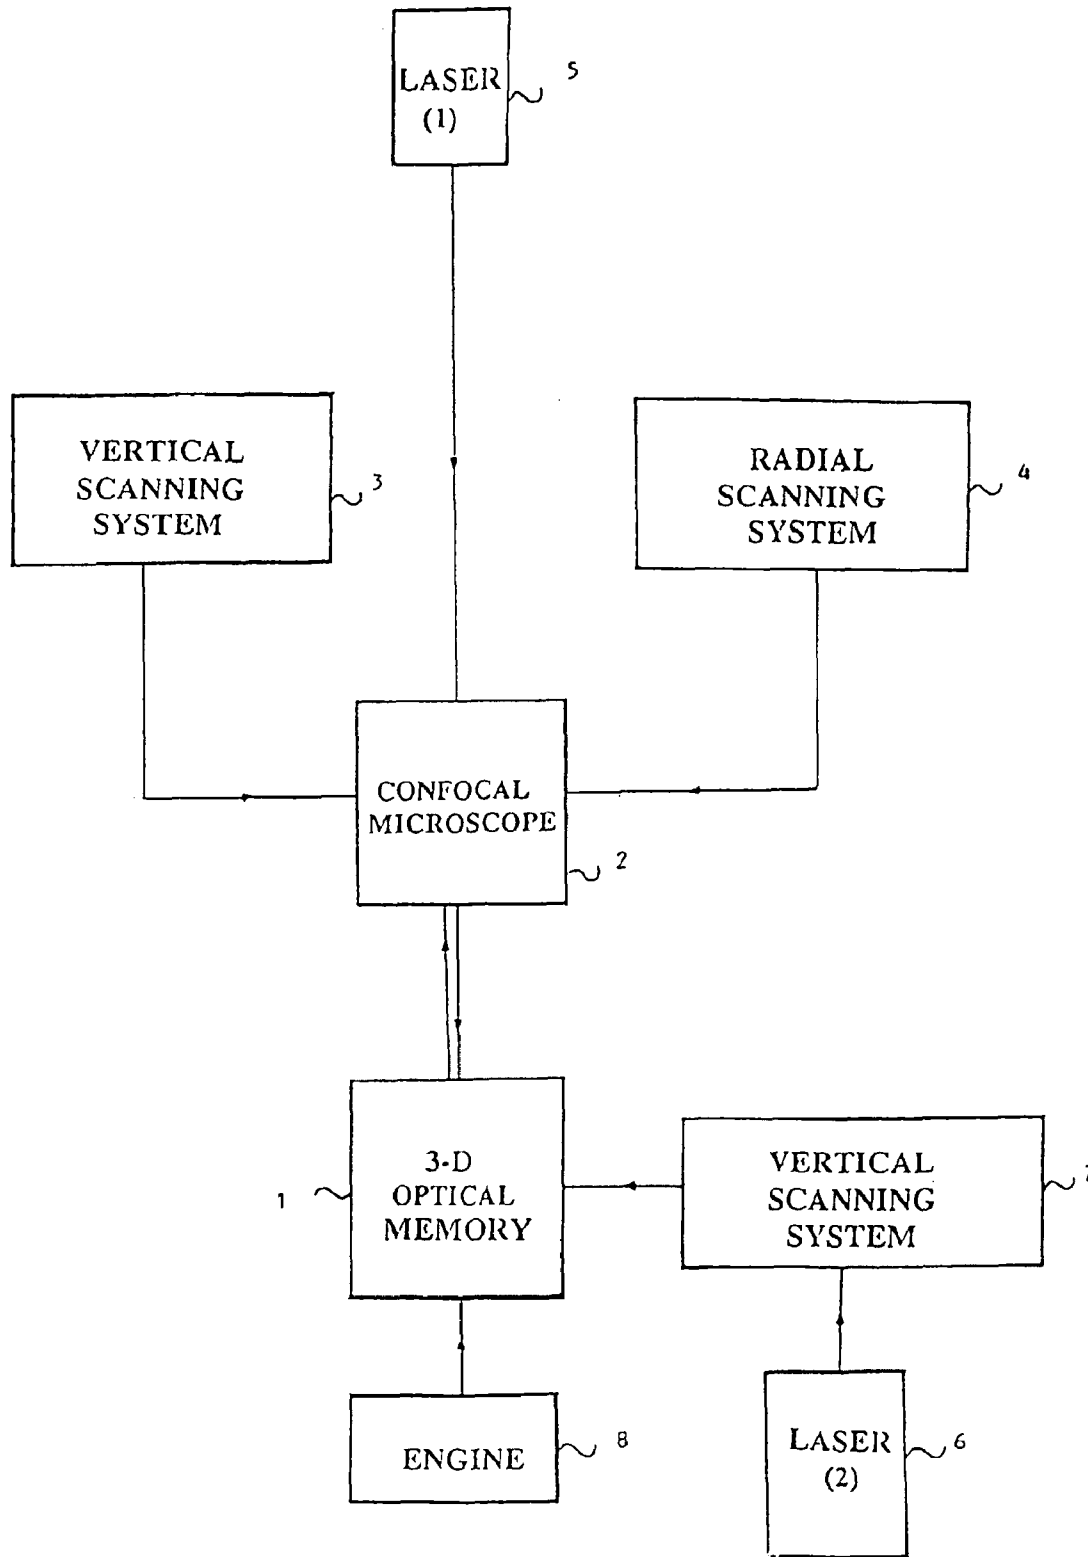 LASER
(1)
5
VERTICAL
SCANNING
SYSTEM
3
RADIAL
SCANNING
SYSTEM
4
CONFOCAL
MICROSCOPE
2
3-D
OPTICAL
MEMORY
1
VERTICAL
SCANNING
SYSTEM
7
ENGINE
8
LASER
(2)
6